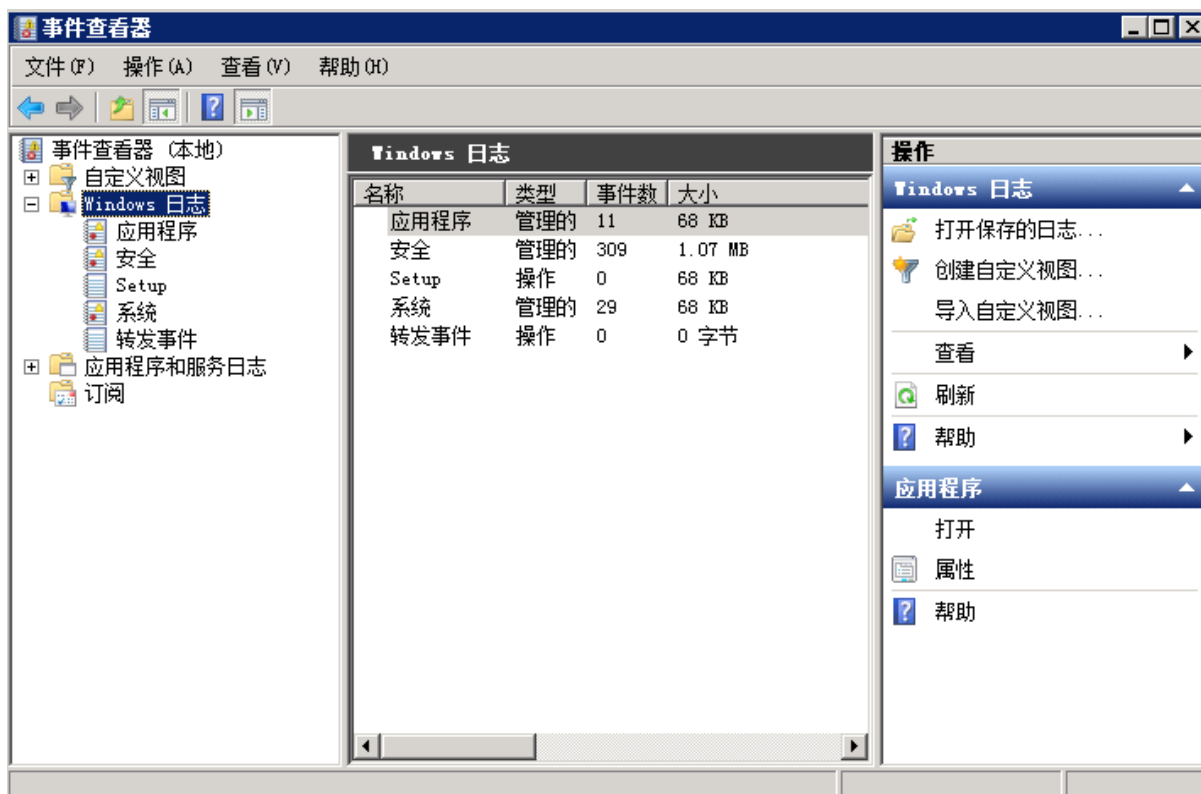 事件查看器
文件(F) 操作(A) 查看(V) 帮助(H)
事件查看器 (本地)
自定义视图
Windows 日志
应用程序
安全
Setup
系统
转发事件
应用程序和服务日志
订阅
Windows 日志
名称 类型 事件数 大小
应用程序 管理的 11 68 KB
安全 管理的 309 1.07 MB
Setup 操作 0 68 KB
系统 管理的 29 68 KB
转发事件 操作 0 0 字节
操作
Windows 日志
打开保存的日志...
创建自定义视图...
导入自定义视图...
查看
刷新
帮助
应用程序
打开
属性
帮助